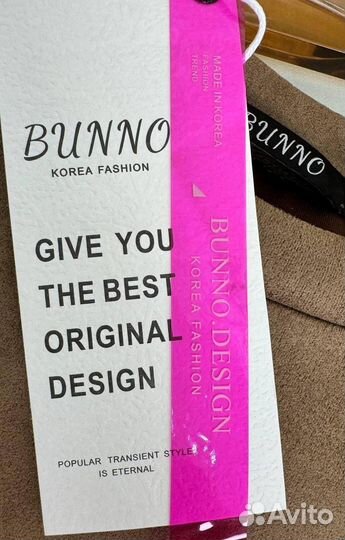 BUNNO
KOREA FASHION
GIVE YOU
THE BEST
ORIGINAL
DESIGN
POPULAR TRANSIENT STYLE
IS ETERNAL
MADE IN KOREA
FASHION
TREND
BUNNO.DESIGN
KOREA FASHION
BUNNO
Avito